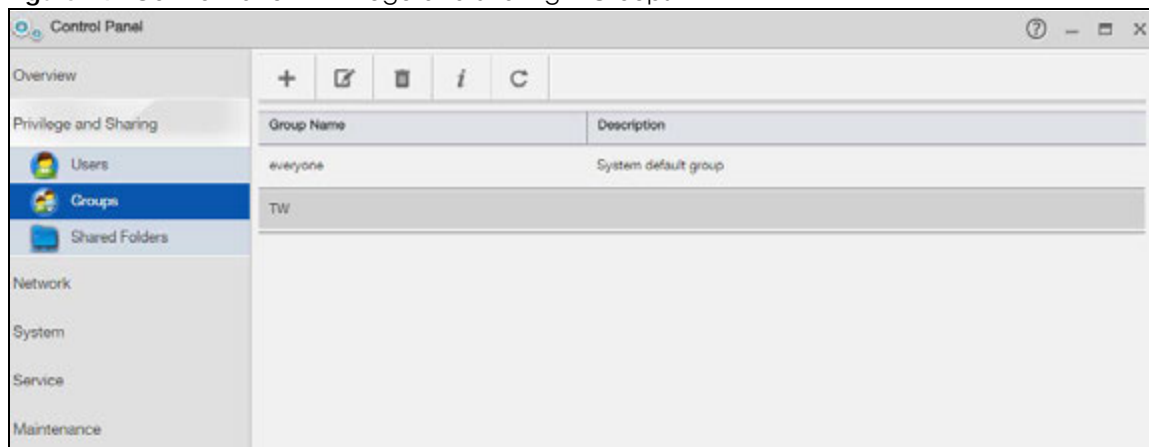 Control Panel
Overview
Privilege and Sharing
Users
Groups
Shared Folders
Network
System
Service
Maintenance
Group Name Description
everyone System default group
TW